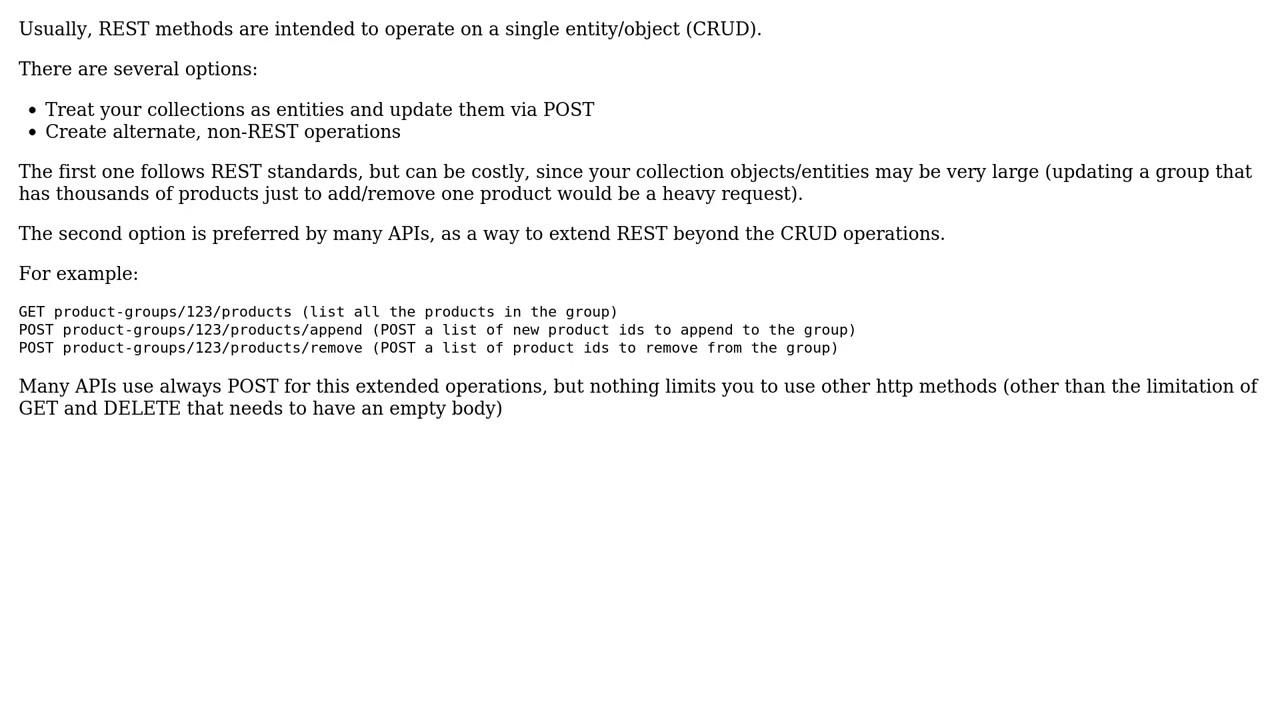 Usually, REST methods are intended to operate on a single entity/object (CRUD).
There are several options:
• Treat your collections as entities and update them via POST
• Create alternate, non-REST operations
The first one follows REST standards, but can be costly, since your collection objects/entities may be very large (updating a group that
has thousands of products just to add/remove one product would be a heavy request).
The second option is preferred by many APIs, as a way to extend REST beyond the CRUD operations.
For example:
GET product-groups/123/products (list all the products in the group)
POST product-groups/123/products/append (POST a list of new product ids to append to the group)
POST product-groups/123/products/remove (POST a list of product ids to remove from the group)
Many APIs use always POST for this extended operations, but nothing limits you to use other http methods (other than the limitation of
GET and DELETE that needs to have an empty body)